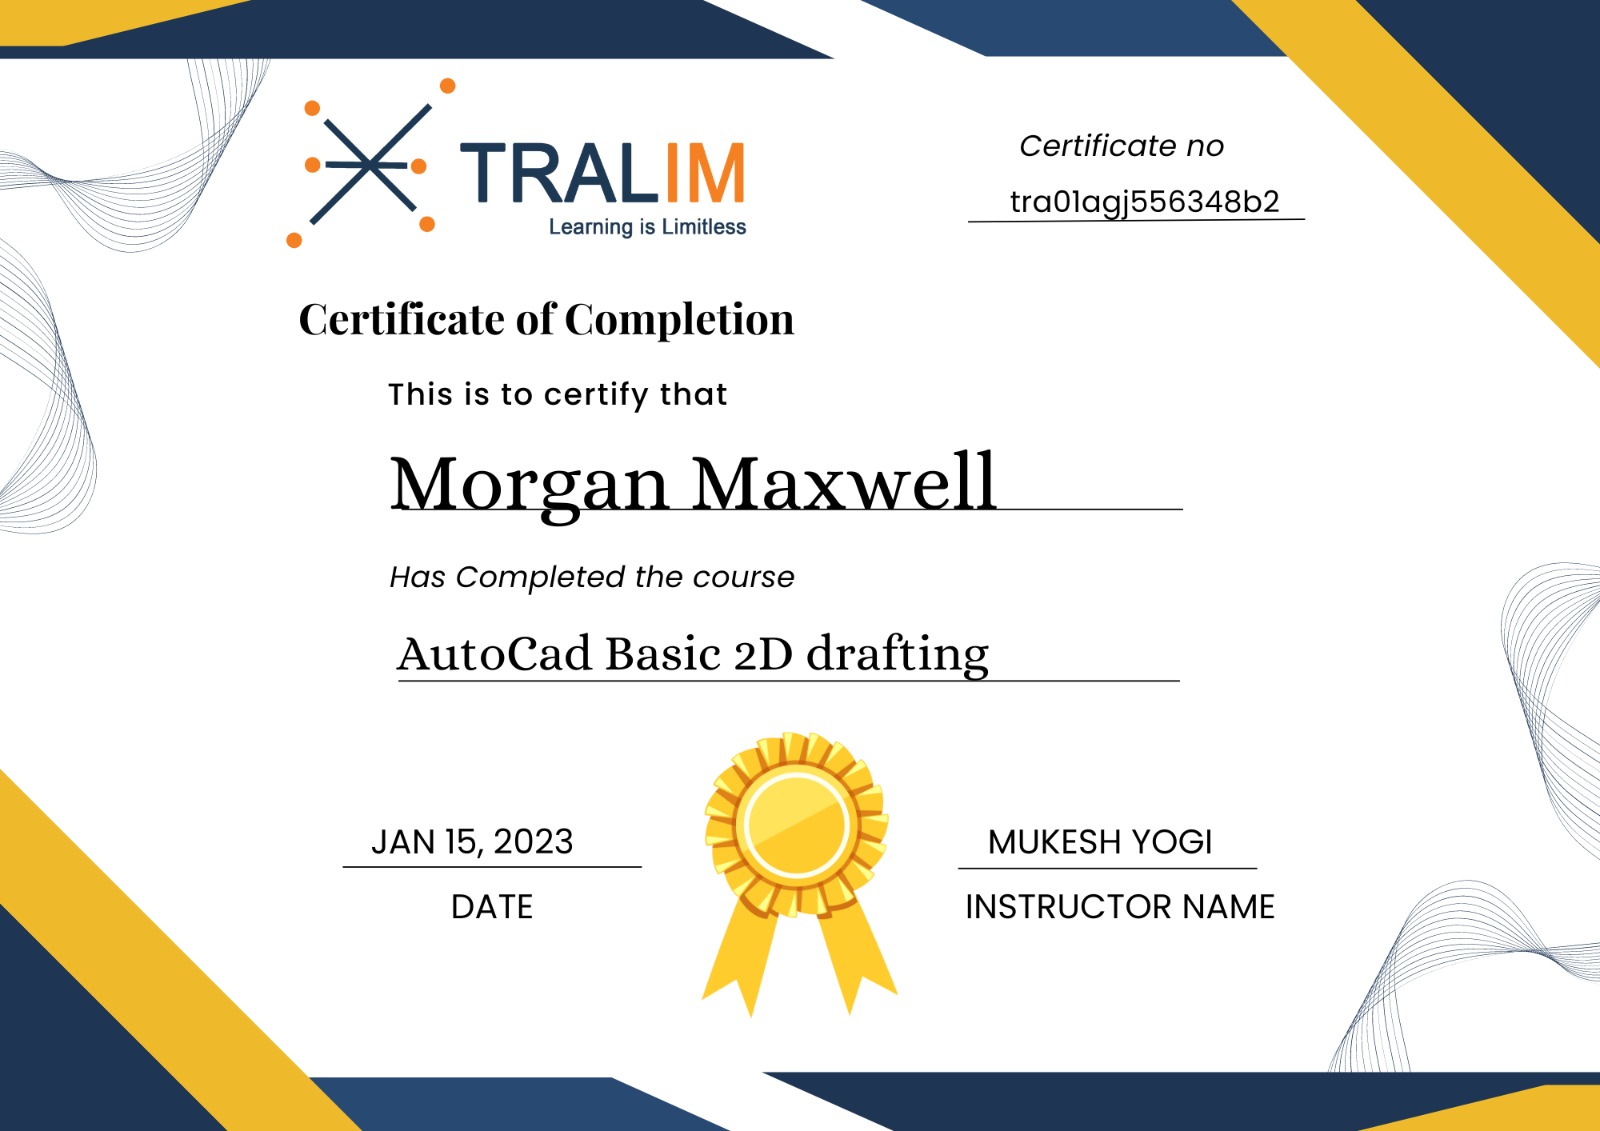 TRALIM
Learning is Limitless
Certificate no
tra01agj556348b2
Certificate of Completion
This is to certify that
Morgan Maxwell
Has Completed the course
AutoCad Basic 2D drafting
JAN 15, 2023
DATE
MUKESH YOGI
INSTRUCTOR NAME